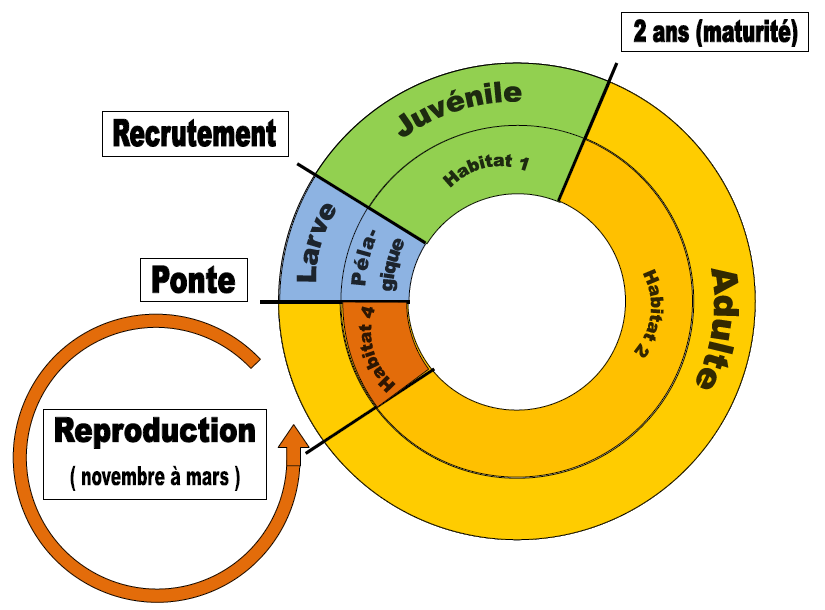 2 ans (maturité)
Juvénile
Recrutement
Habitat 1
Larve
Péla-
gique
Ponte
Adulte
Habitat 2
Habitat 4
Reproduction
( novembre à mars )